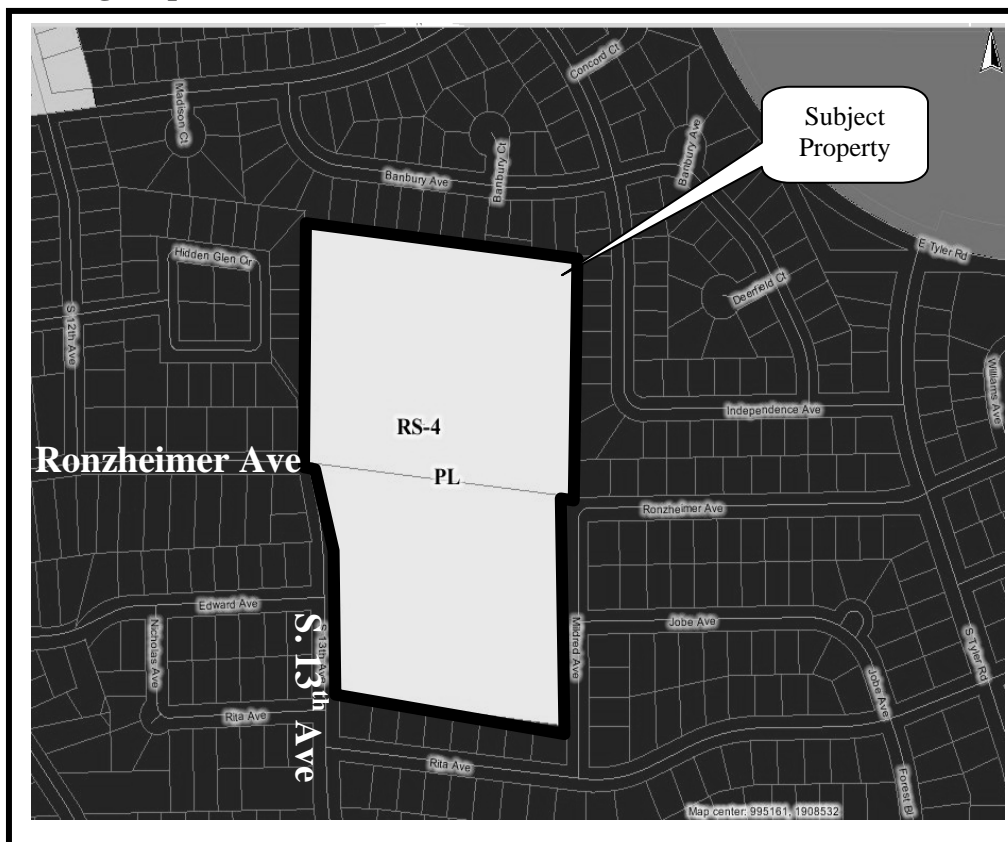 Concord Ct
Madison Ct
Subject
Property
Banbury Ave
Banbury Ct
Banbury Ave
E Tyler Rd
Hidden Glen Cir
Deerfield Ct
S 12th Ave
Williams Ave
Independence Ave
RS-4
Ronzheimer Ave
PL
Ronzheimer Ave
Edward Ave
Nicholas Ave
S 13th Ave
S. 13th Ave
Mildred Ave
Jobe Ave
S Tyler Rd
Jobe Ave
Rita Ave
Rita Ave
Forest Bl
Map center: 995161, 1908532